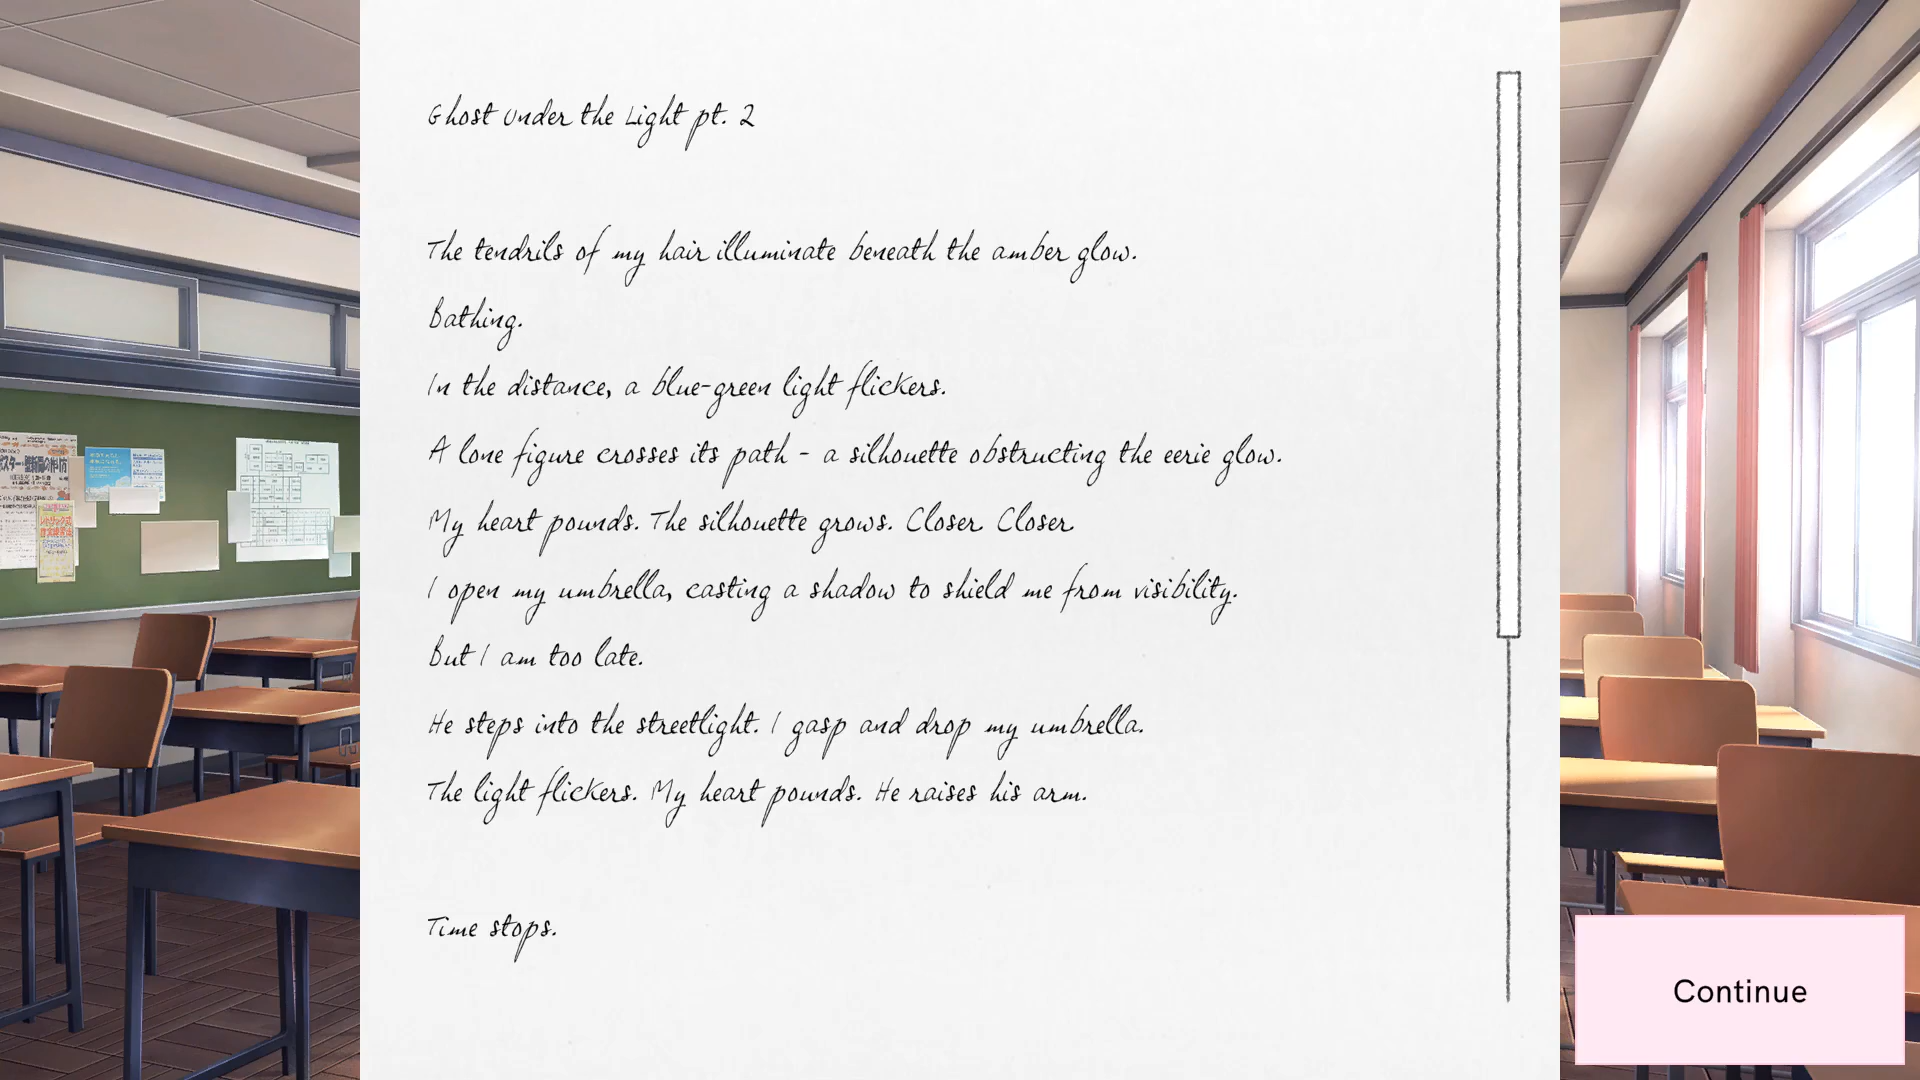 Ghost Under the Light pt. 2
The tendrils of my hair illuminate beneath the amber glow.
Bathing.
In the distance, a blue-green light flickers.
A lone figure crosses its path - a silhouette obstructing the eerie glow.
My heart pounds. The silhouette grows. Closer. Closer.
I open my umbrella, casting a shadow to shield me from visibility.
But I am too late.
He steps into the streetlight. I gasp and drop my umbrella.
The light flickers. My heart pounds. He raises his arm.
Time stops.
Continue